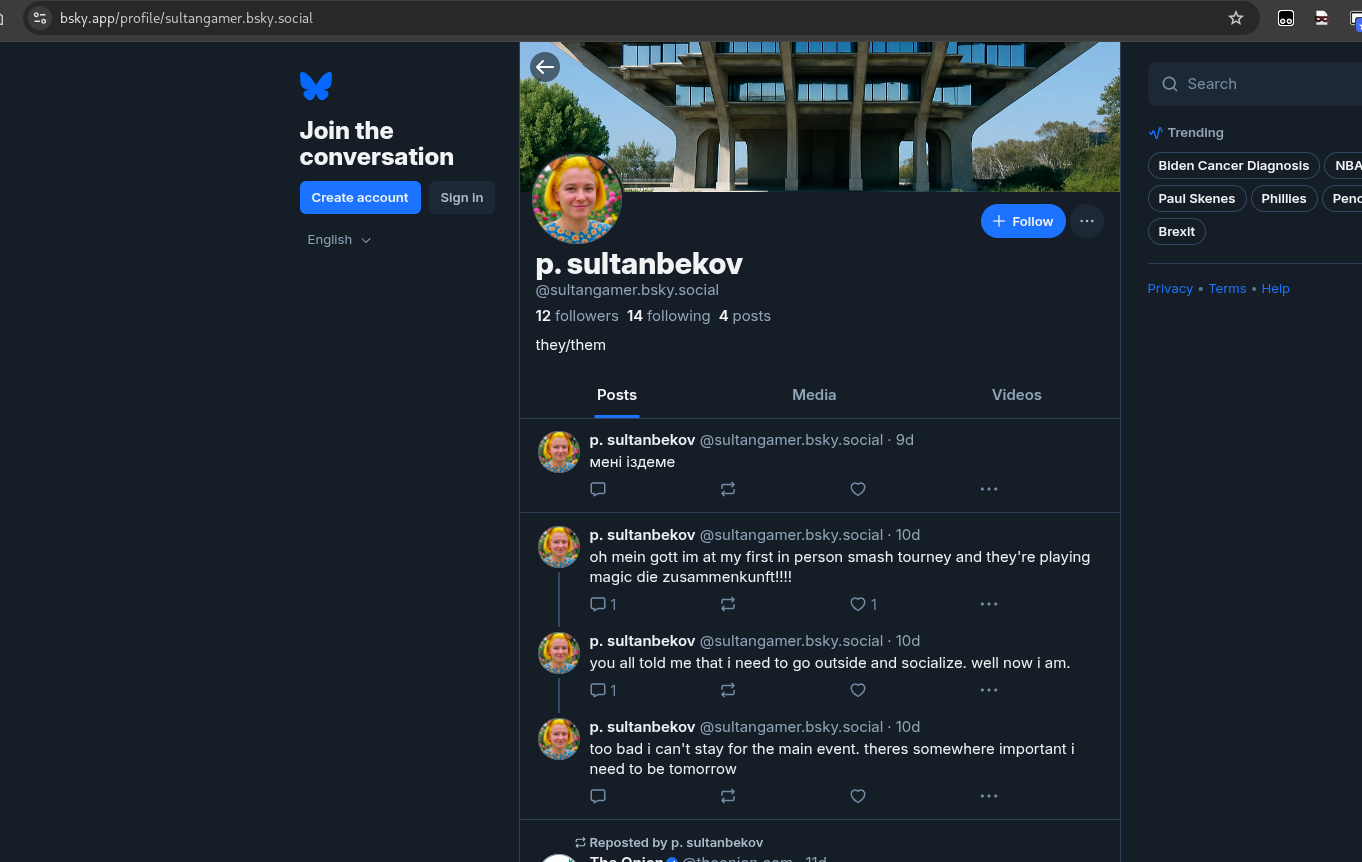 bsky.app/profile/sultangamer.bsky.social
Join the
conversation
Create account
Sign in
English
Follow
p. sultanbekov
@sultangamer.bsky.social
12 followers 14 following 4 posts
they/them
Posts
Media
Videos
p. sultanbekov @sultangamer.bsky.social · 9d
мені іздеме
p. sultanbekov @sultangamer.bsky.social · 10d
oh mein gott im at my first in person smash tourney and they're playing
magic die zusammenkunft!!!!
1
1
p. sultanbekov @sultangamer.bsky.social · 10d
you all told me that i need to go outside and socialize. well now i am.
1
p. sultanbekov @sultangamer.bsky.social · 10d
too bad i can't stay for the main event. theres somewhere important i
need to be tomorrow
Reposted by p. sultanbekov
The Onion @theonion.com · 11d
Search
Trending
Biden Cancer Diagnosis
NBA
Paul Skenes
Phillies
Brexit
Privacy • Terms • Help